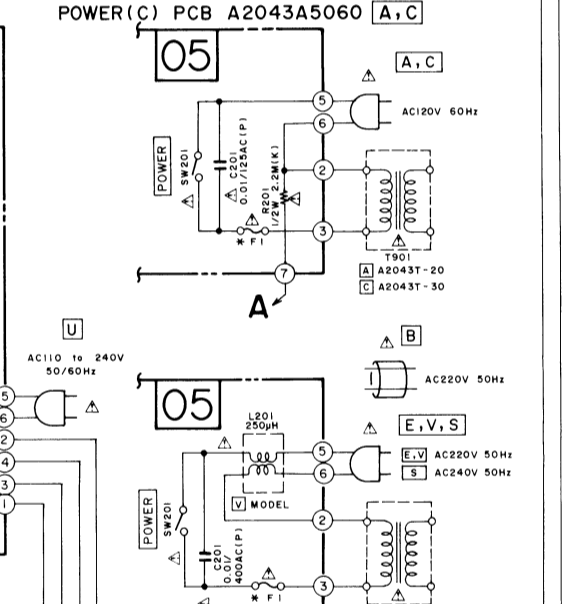 POWER(C) PCB A2043A5060 A,C
05
A,C
5
AC120V 60Hz
6
POWER
SW201
C201
0.01/125AC(P)
R201
1/2W 2.2M(K)
2
3
* F1
T901
A A2043T-20
C A2043T-30
7
A
U
AC110 to 240V
50/60Hz
5
6
2
4
3
1
B
AC220V 50Hz
05
L201
250μH
E,V,S
5
E,V AC220V 50Hz
6
S AC240V 50Hz
V MODEL
POWER
SW201
C201
0.01/
400AC(P)
2
3
* F1